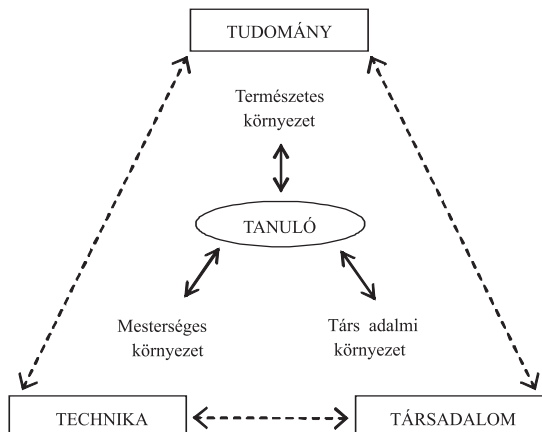 TUDOMÁNY
Természetes
környezet
TANULÓ
Mesterséges
környezet
Társ adalmi
környezet
TECHNIKA
TÁRSADALOM